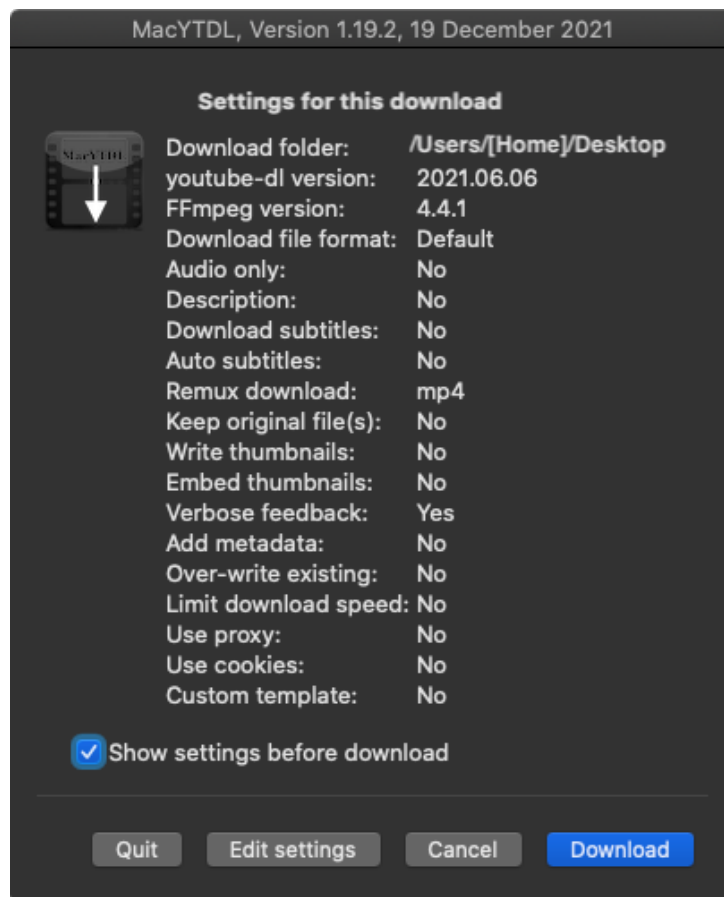 MacYTDL, Version 1.19.2, 19 December 2021
Settings for this download
MacYTDL
Download folder: /Users/[Home]/Desktop
youtube-dl version: 2021.06.06
FFmpeg version: 4.4.1
Download file format: Default
Audio only: No
Description: No
Download subtitles: No
Auto subtitles: No
Remux download: mp4
Keep original file(s): No
Write thumbnails: No
Embed thumbnails: No
Verbose feedback: Yes
Add metadata: No
Over-write existing: No
Limit download speed: No
Use proxy: No
Use cookies: No
Custom template: No
Show settings before download
Quit Edit settings Cancel Download